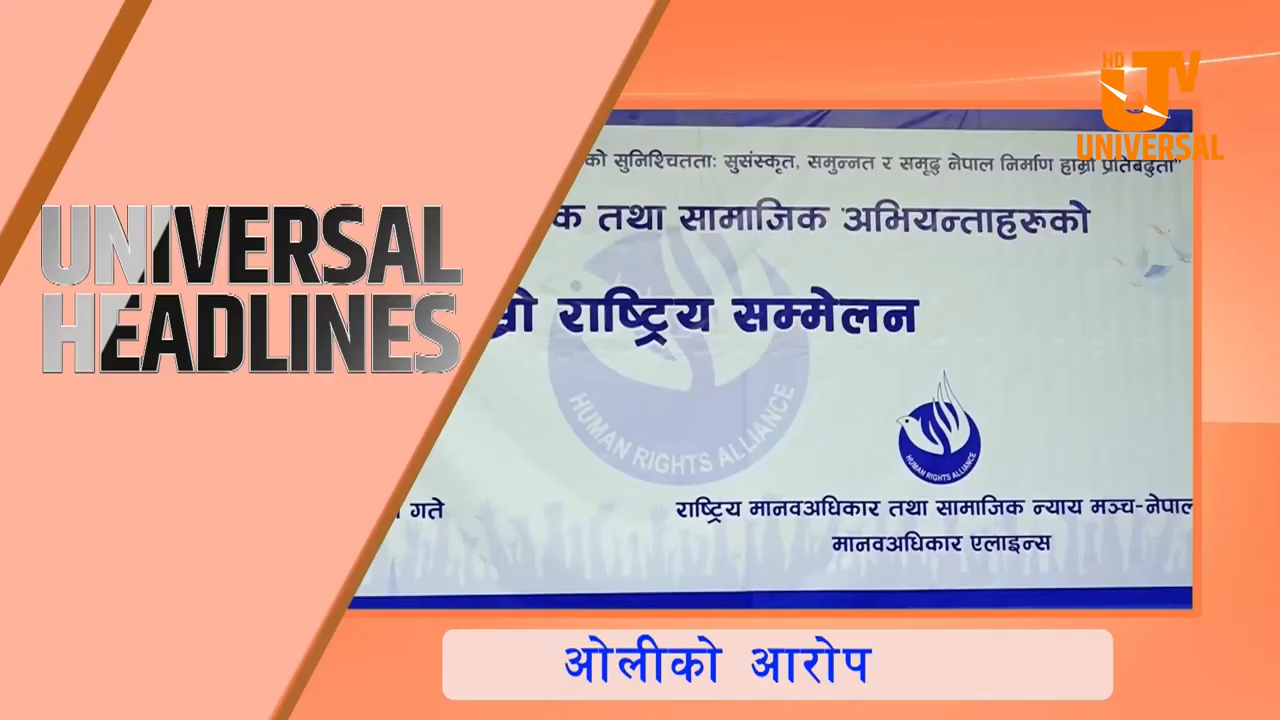 HD
UTV
UNIVERSAL
UNIVERSAL
HEADLINES
को सुनिश्चितताः सुसंस्कृत, समुन्नत र समृद्ध नेपाल निर्माण हाम्रो प्रतिबद्धता"
क तथा सामाजिक अभियन्ताहरूको
राष्ट्रिय सम्मेलन
HUMAN RIGHTS ALLIANCE
HUMAN RIGHTS ALLIANCE
गते
राष्ट्रिय मानवअधिकार तथा सामाजिक न्याय मञ्च-नेपाल
मानवअधिकार एलाइन्स
ओलीको आरोप